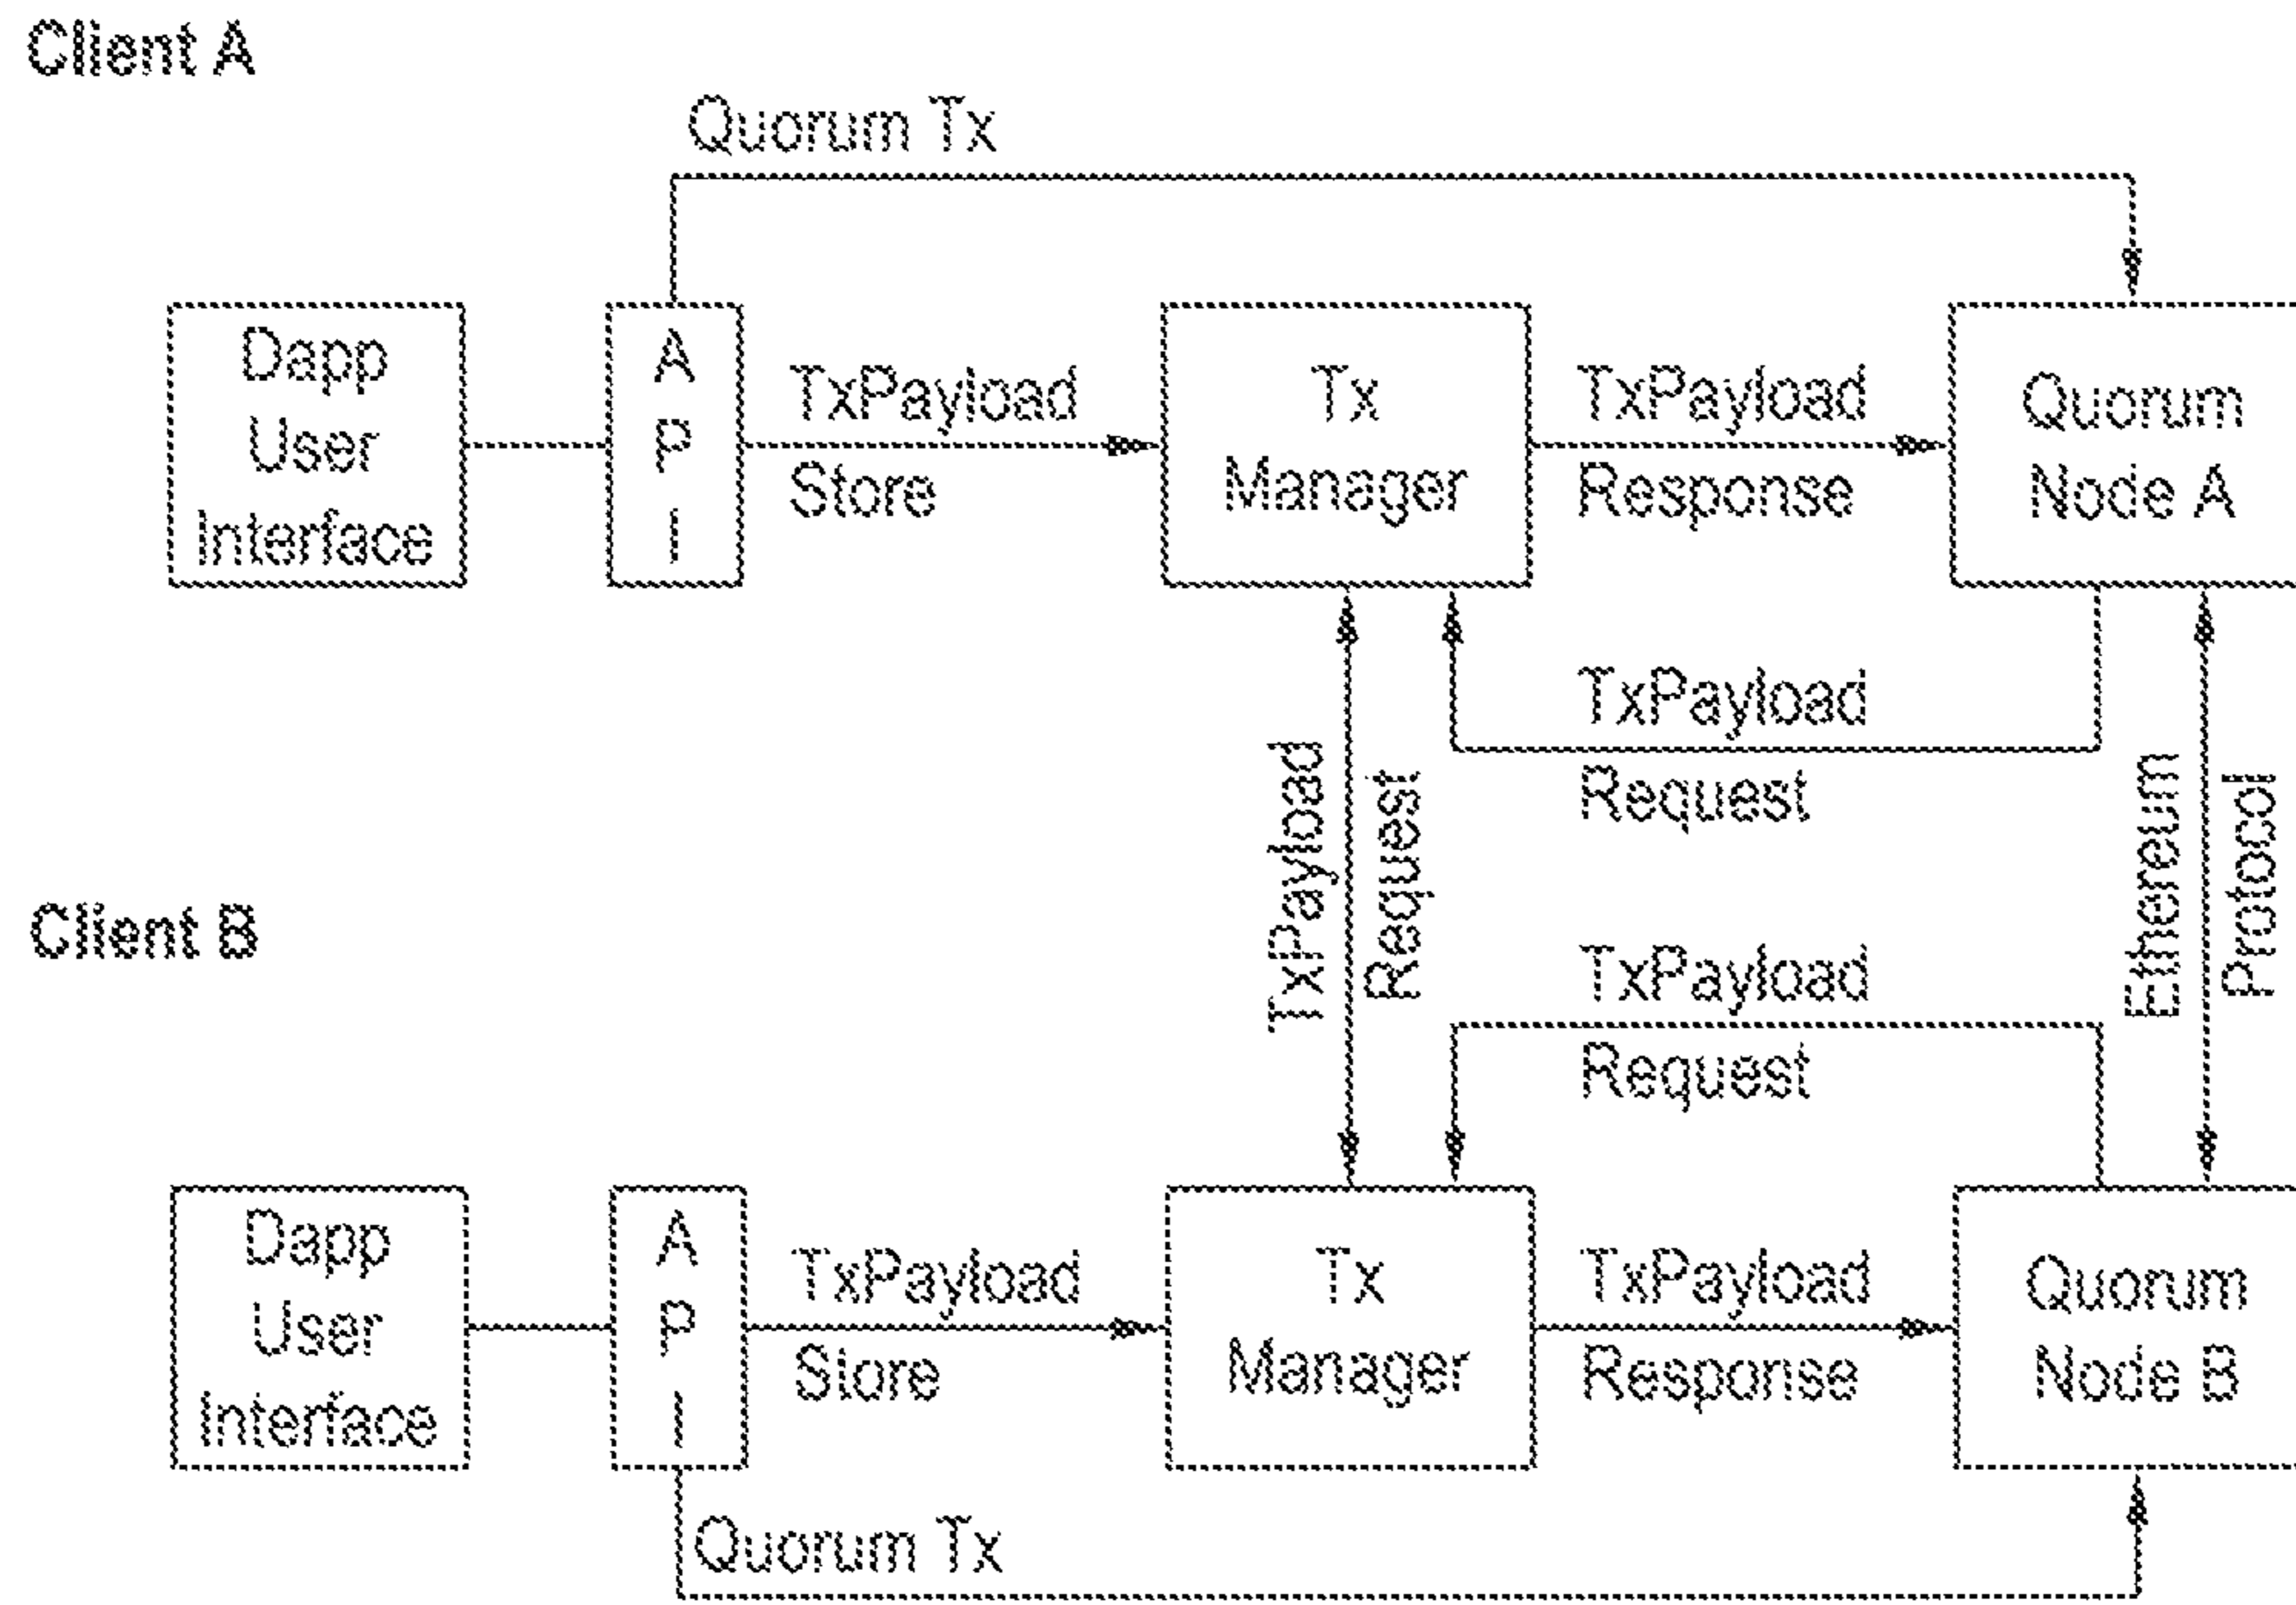 Client A
Quorum Tx
Dapp
User
Interface
A
P
I
TxPayload
Store
Tx
Manager
TxPayload
Response
Quorum
Node A
TxPayload
Request
TxPayload
Request
Ethereum
Protocol
Client B
TxPayload
Request
Dapp
User
Interface
A
P
I
TxPayload
Store
Tx
Manager
TxPayload
Response
Quorum
Node B
Quorum Tx